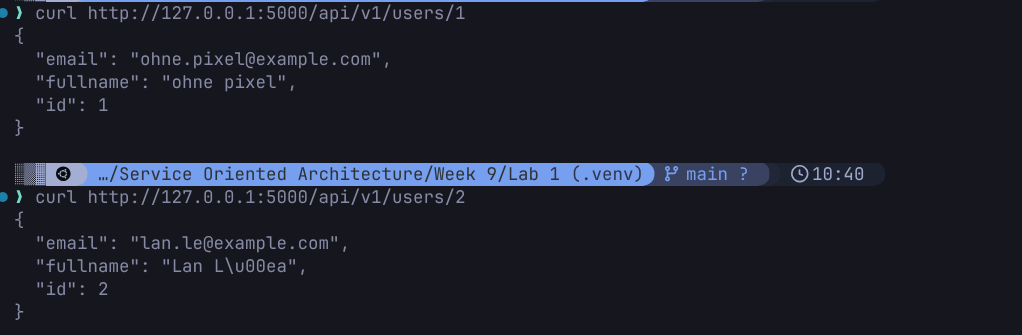 ❯ curl http://127.0.0.1:5000/api/v1/users/1
{
  "email": "ohne.pixel@example.com",
  "fullname": "ohne pixel",
  "id": 1
}
…/Service Oriented Architecture/Week 9/Lab 1 (.venv) main ? 10:40
❯ curl http://127.0.0.1:5000/api/v1/users/2
{
  "email": "lan.le@example.com",
  "fullname": "Lan L\u00ea",
  "id": 2
}